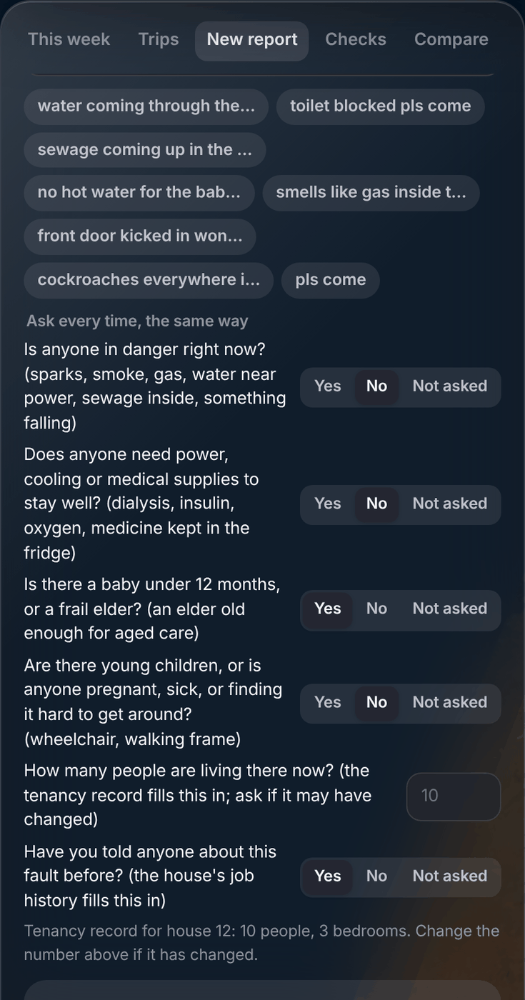 This week Trips New report Checks Compare
water coming through the... toilet blocked pls come
sewage coming up in the ...
no hot water for the bab... smells like gas inside t...
front door kicked in won...
cockroaches everywhere i... pls come
Ask every time, the same way
Is anyone in danger right now?
(sparks, smoke, gas, water near
power, sewage inside, something
falling)
Yes No Not asked
Does anyone need power,
cooling or medical supplies to
stay well? (dialysis, insulin,
oxygen, medicine kept in the
fridge)
Yes No Not asked
Is there a baby under 12 months,
or a frail elder? (an elder old
enough for aged care)
Yes No Not asked
Are there young children, or is
anyone pregnant, sick, or finding
it hard to get around?
(wheelchair, walking frame)
Yes No Not asked
How many people are living there now? (the
tenancy record fills this in; ask if it may have
changed)
10
Have you told anyone about this
fault before? (the house's job
history fills this in)
Yes No Not asked
Tenancy record for house 12: 10 people, 3 bedrooms. Change the
number above if it has changed.